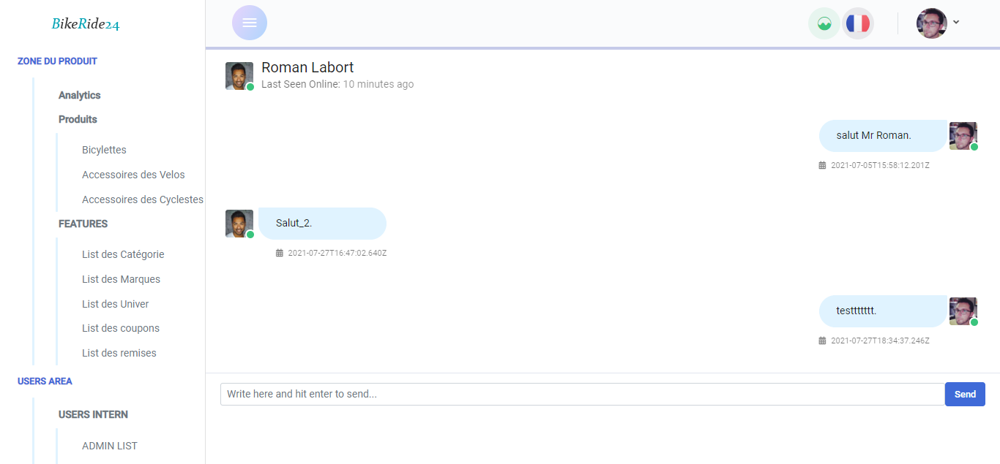 BikeRide24
ZONE DU PRODUIT
Analytics
Produits
Bicylettes
Accessoires des Velos
Accessoires des Cyclestes
FEATURES
List des Catégorie
List des Marques
List des Univer
List des coupons
List des remises
USERS AREA
USERS INTERN
ADMIN LIST
Roman Labort
Last Seen Online: 10 minutes ago
salut Mr Roman.
2021-07-05T15:58:12.201Z
Salut_2.
2021-07-27T16:47:02.640Z
testtttttt.
2021-07-27T18:34:37.246Z
Write here and hit enter to send...
Send